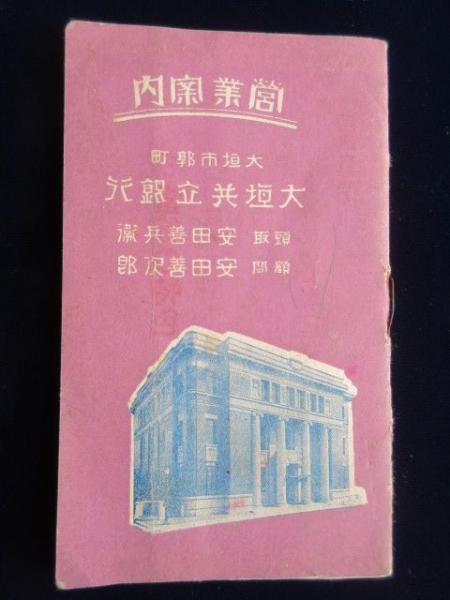 營業案内
大垣市郭町
大垣共立銀行
頭取 安田善兵衛
顧問 安田善次郎